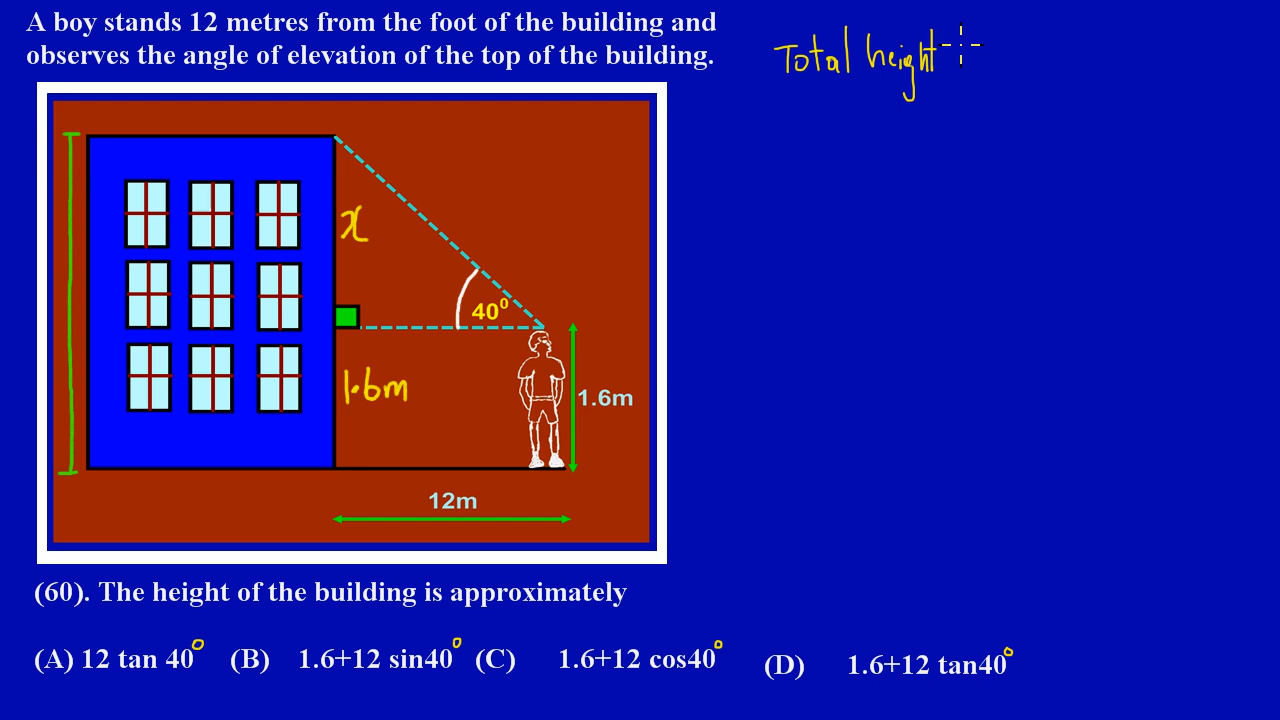 A boy stands 12 metres from the foot of the building and
observes the angle of elevation of the top of the building.
Total height
x
40⁰
1.6m
1.6m
12m
(60). The height of the building is approximately
(A) 12 tan 40° (B) 1.6+12 sin40° (C) 1.6+12 cos40° (D) 1.6+12 tan40°